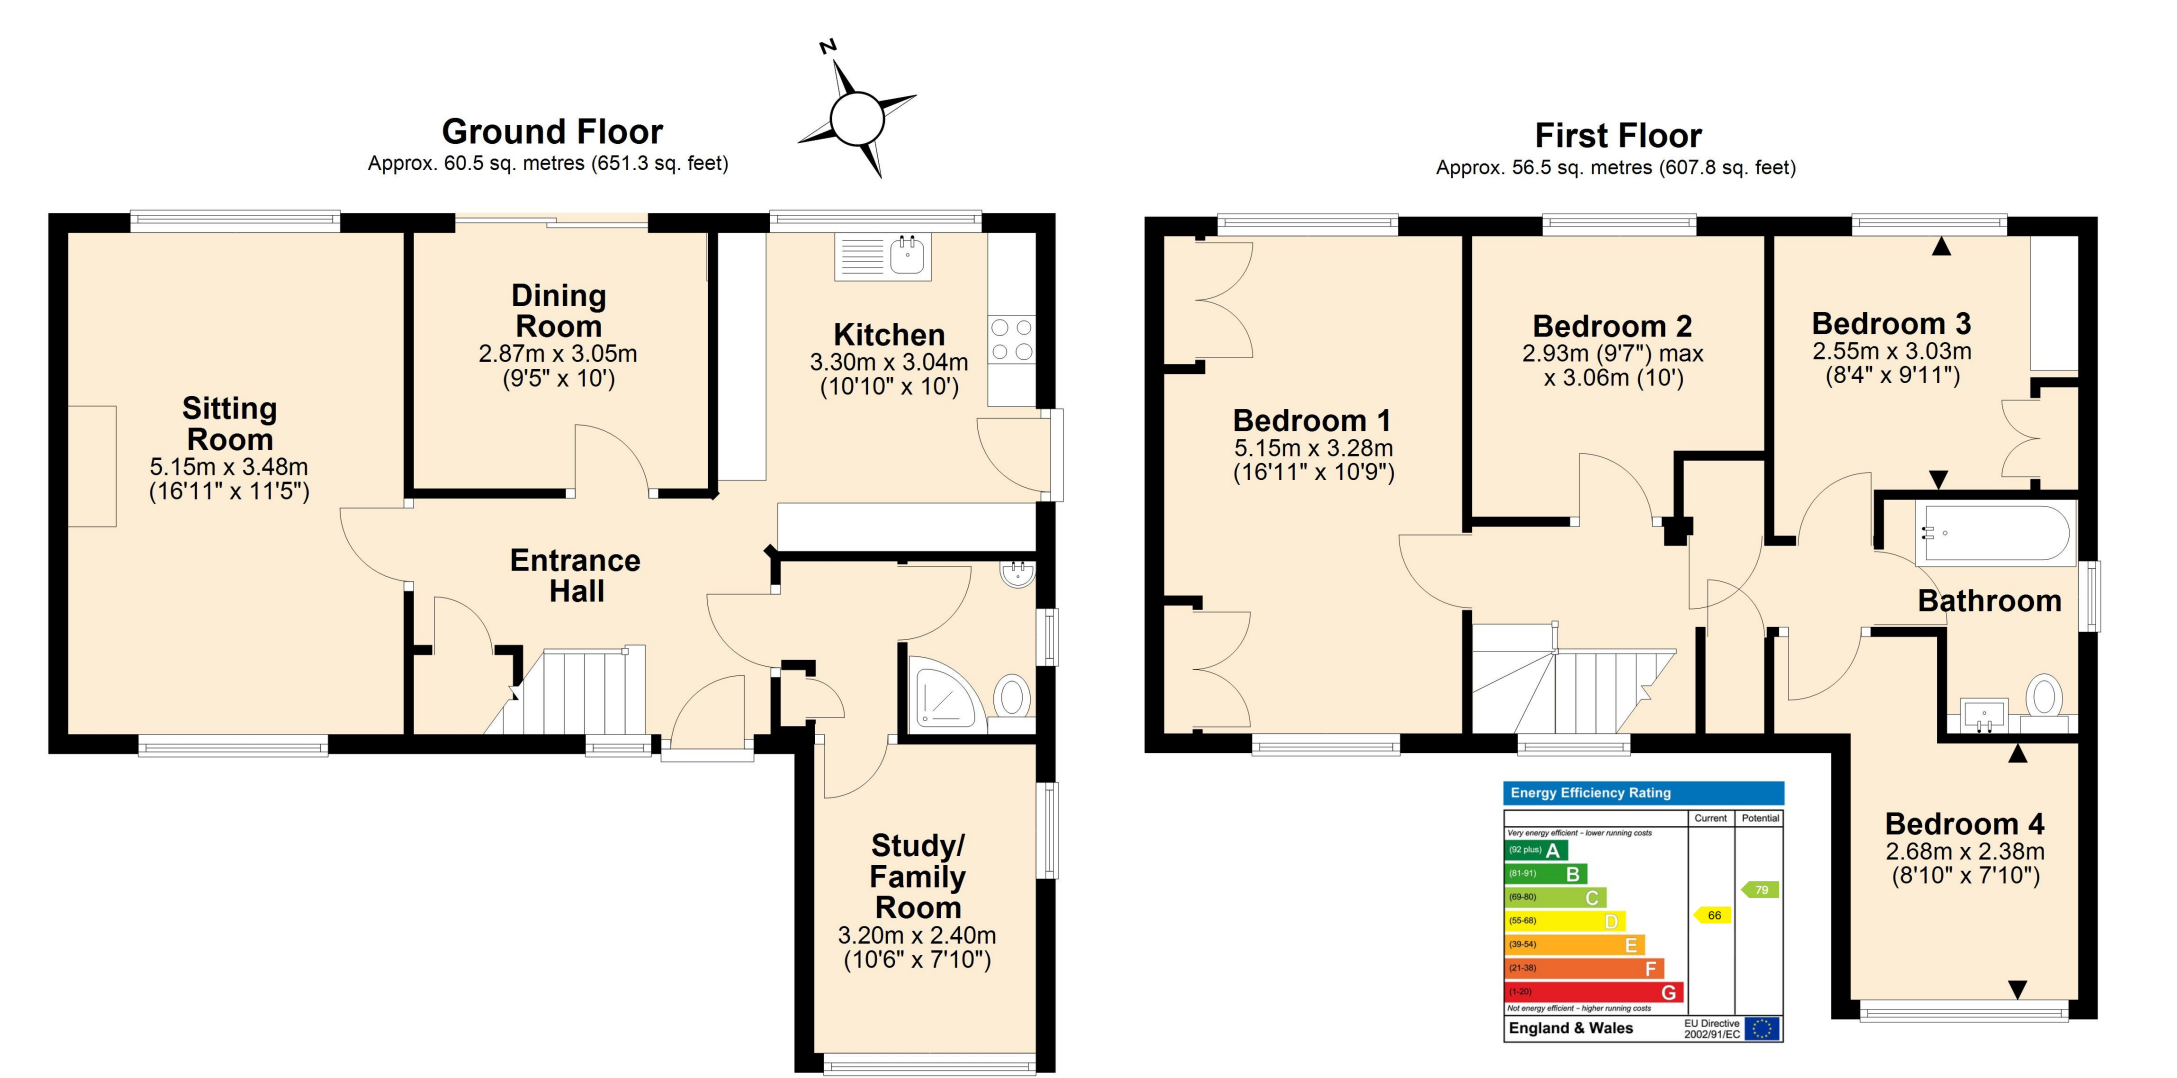 N
Ground Floor
Approx. 60.5 sq. metres (651.3 sq. feet)
Sitting
Room
5.15m x 3.48m
(16'11" x 11'5")
Dining
Room
2.87m x 3.05m
(9'5" x 10')
Kitchen
3.30m x 3.04m
(10'10" x 10')
Entrance
Hall
Study/
Family
Room
3.20m x 2.40m
(10'6" x 7'10")
First Floor
Approx. 56.5 sq. metres (607.8 sq. feet)
Bedroom 1
5.15m x 3.28m
(16'11" x 10'9")
Bedroom 2
2.93m (9'7") max
x 3.06m (10')
Bedroom 3
2.55m x 3.03m
(8'4" x 9'11")
Bathroom
Bedroom 4
2.68m x 2.38m
(8'10" x 7'10")
Energy Efficiency Rating
Current Potential
Very energy efficient – lower running costs
(92 plus) A
(81-91) B
(69-80) C
(55-68) D
(39-54) E
(21-38) F
(1-20) G
66
79
Not energy efficient – higher running costs
England & Wales
EU Directive
2002/91/EC